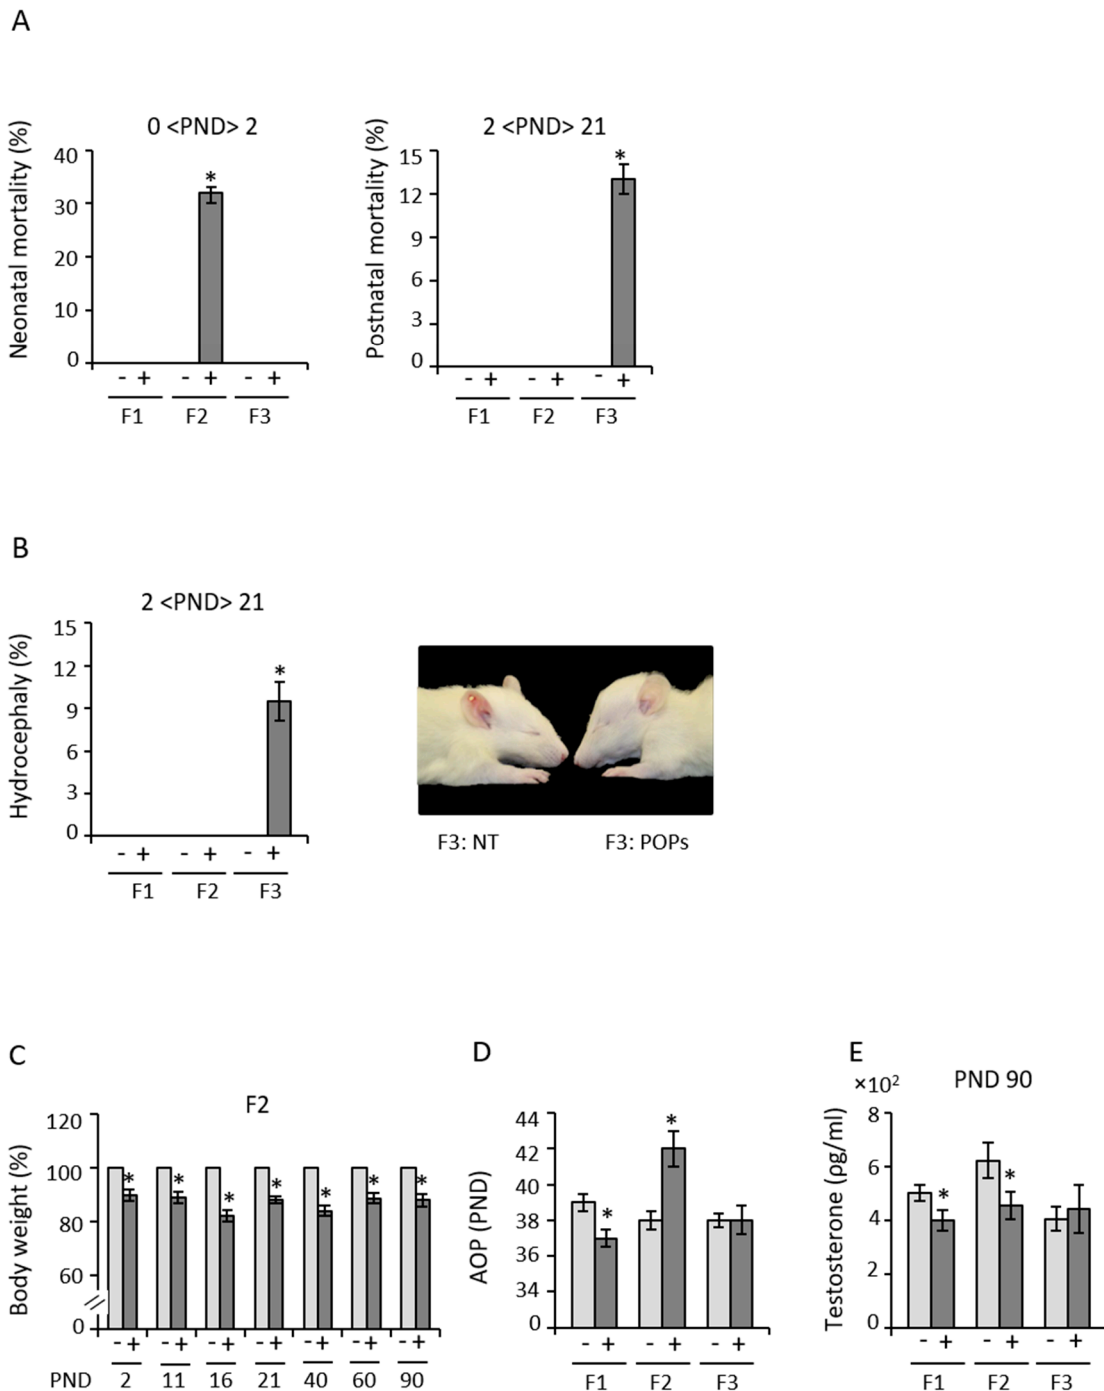 A
0 <PND> 2
Neonatal mortality (%)
40
30
20
10
0
*
- + - + - +
F1 F2 F3
2 <PND> 21
Postnatal mortality (%)
15
12
9
6
3
0
*
- + - + - +
F1 F2 F3
B
2 <PND> 21
Hydrocephaly (%)
15
12
9
6
3
0
*
- + - + - +
F1 F2 F3
F3: NT F3: POPs
C
F2
Body weight (%)
120
100
80
60
0
* * * * * * *
- + - + - + - + - + - + - +
PND 2 11 16 21 40 60 90
D
AOP (PND)
44
42
40
38
36
34
0
* *
- + - + - +
F1 F2 F3
E
×10²
PND 90
Testosterone (pg/ml)
8
6
4
2
0
* *
- + - + - +
F1 F2 F3